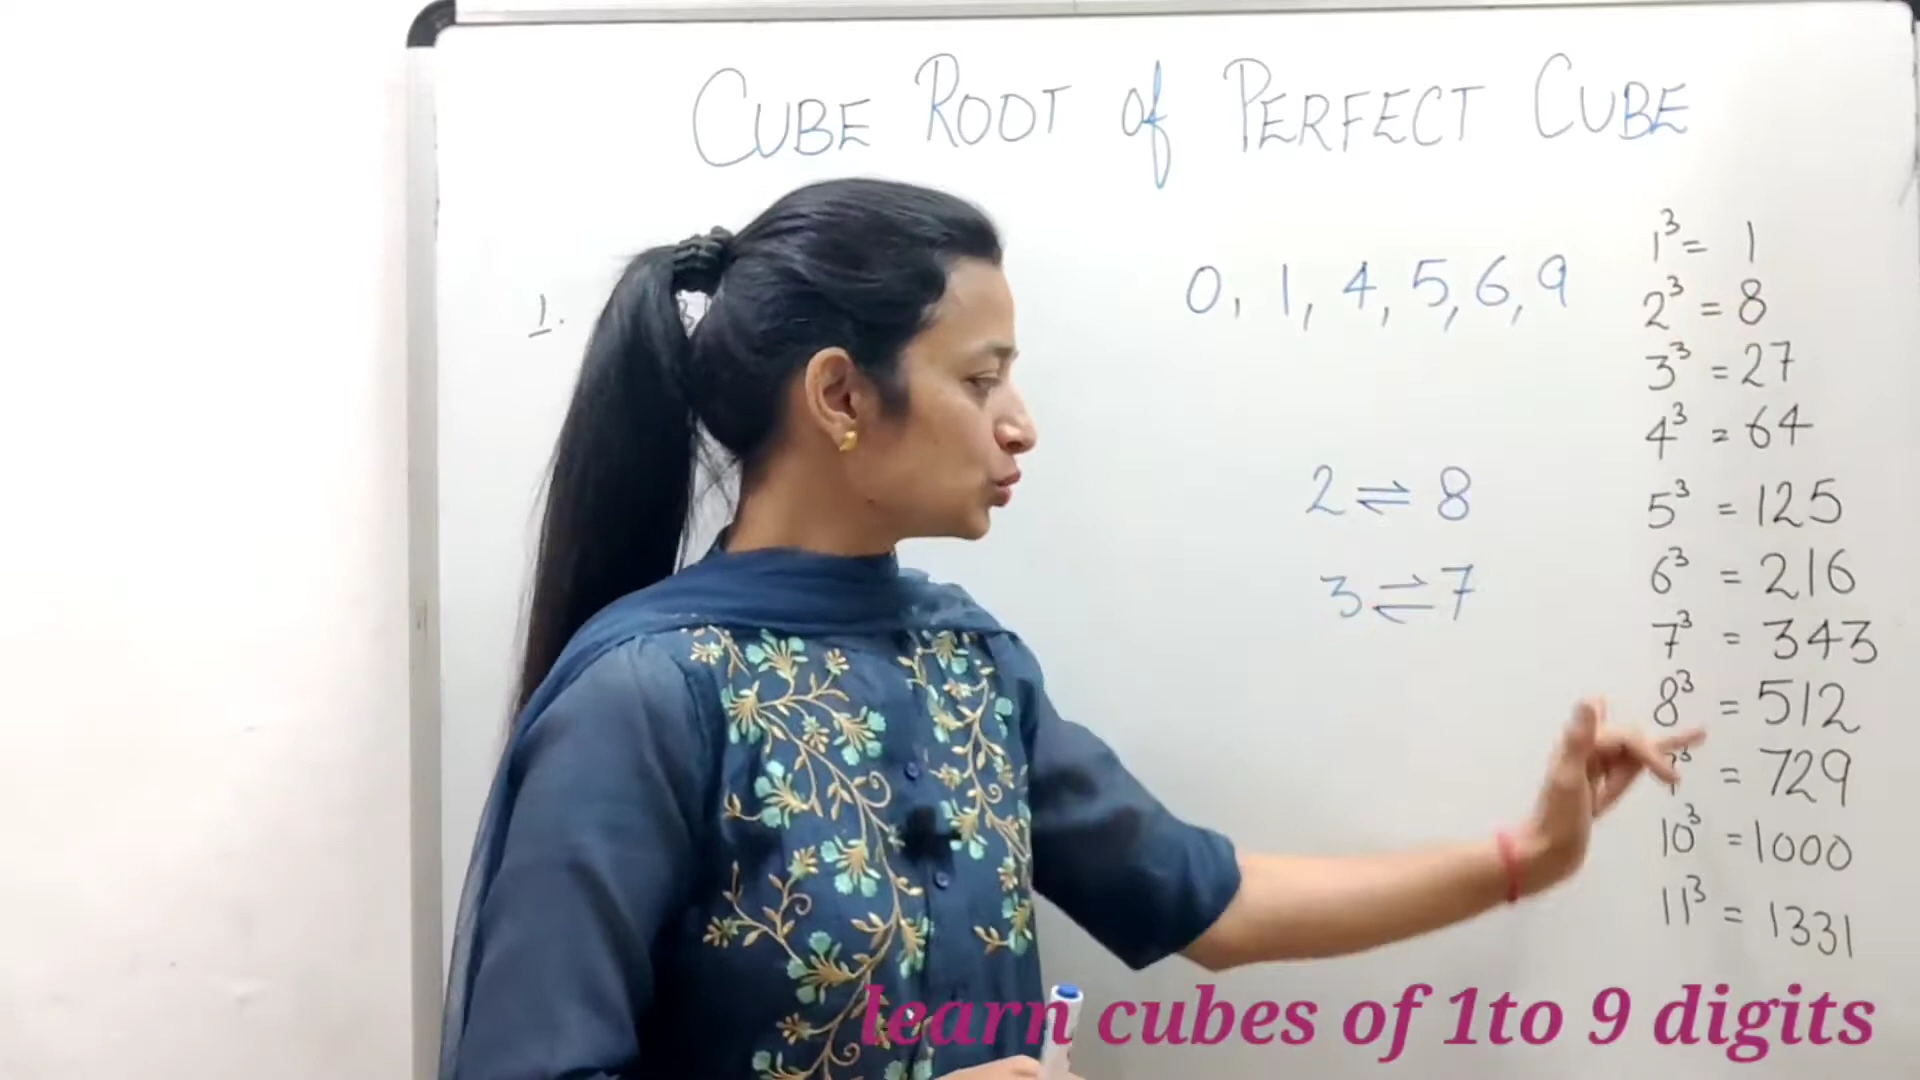 CUBE ROOT of PERFECT CUBE
1.
0, 1, 4, 5, 6, 9
2 ⇌ 8
3 ⇌ 7
1³ = 1
2³ = 8
3³ = 27
4³ = 64
5³ = 125
6³ = 216
7³ = 343
8³ = 512
³ = 729
10³ = 1000
11³ = 1331
learn cubes of 1to 9 digits